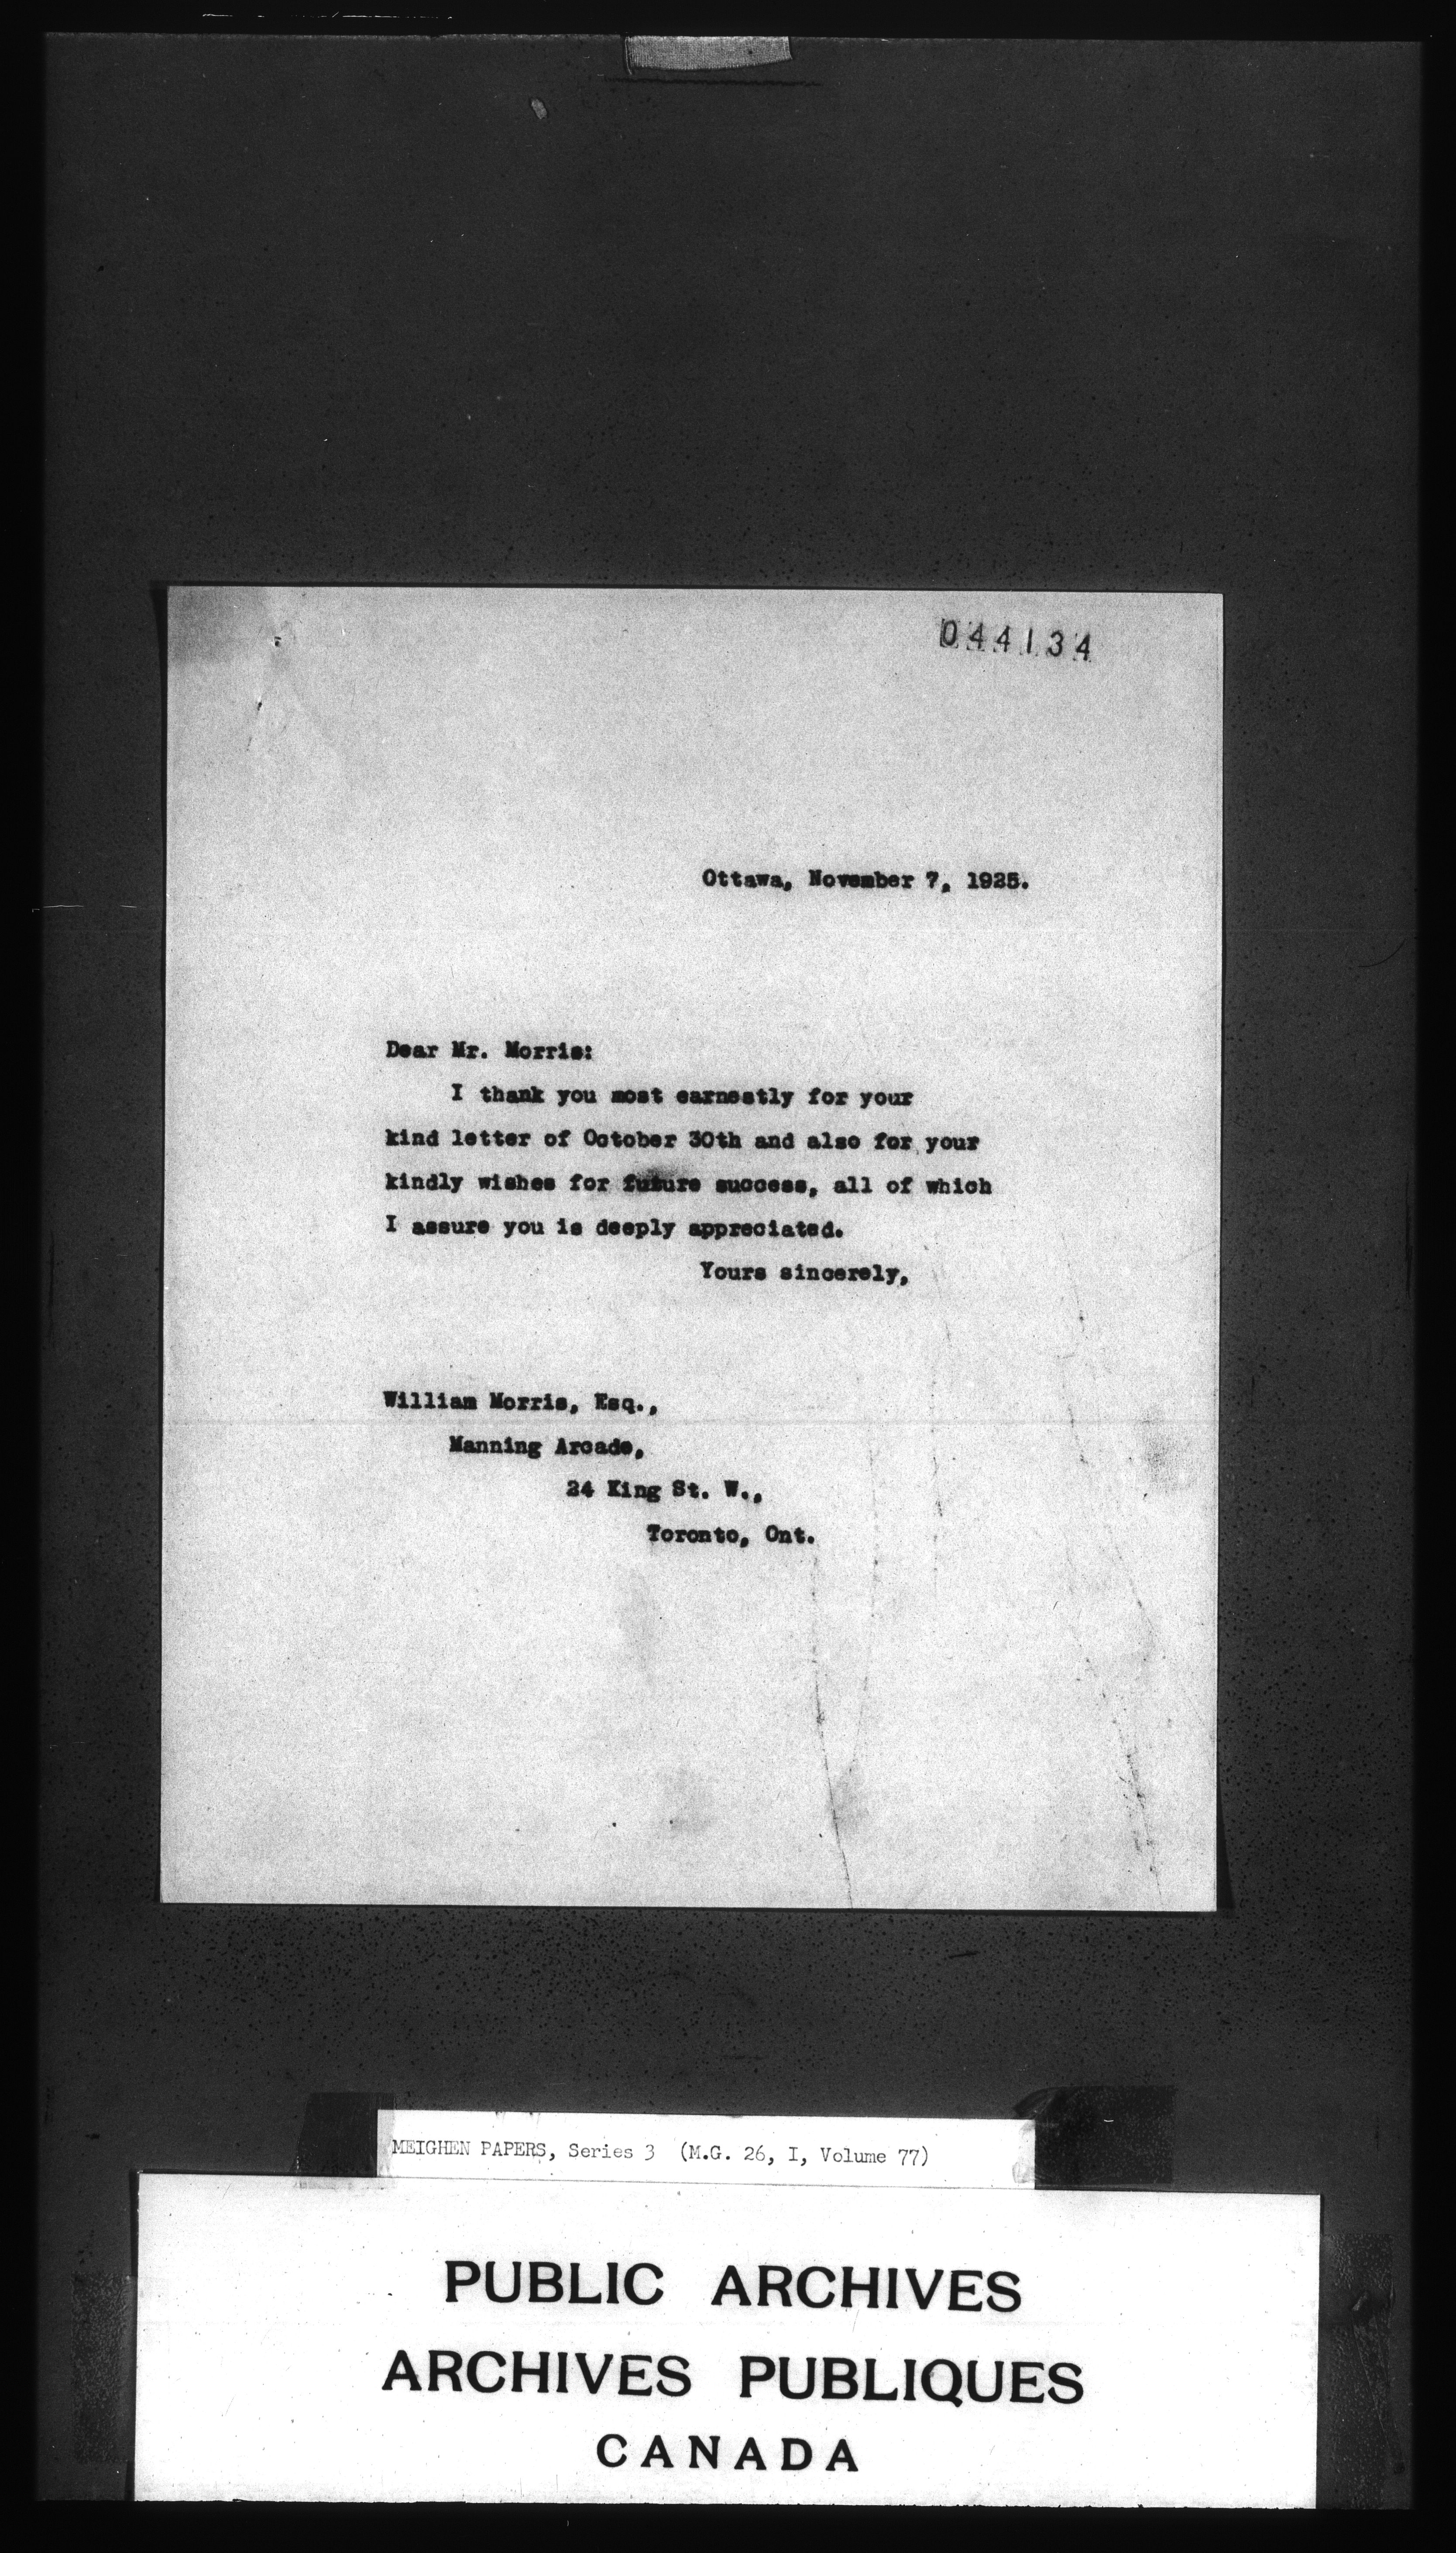 044134
Ottawa, November 7, 1925.
Dear Mr. Morris:
I thank you most earnestly for your
kind letter of October 30th and also for your
kindly wishes for future success, all of which
I assure you is deeply appreciated.
Yours sincerely,
William Morris, Esq.,
Manning Arcade,
24 King St. W.,
Toronto, Ont.
MEIGHEN PAPERS, Series 3 (M.G. 26, I, Volume 77)
PUBLIC ARCHIVES
ARCHIVES PUBLIQUES
CANADA